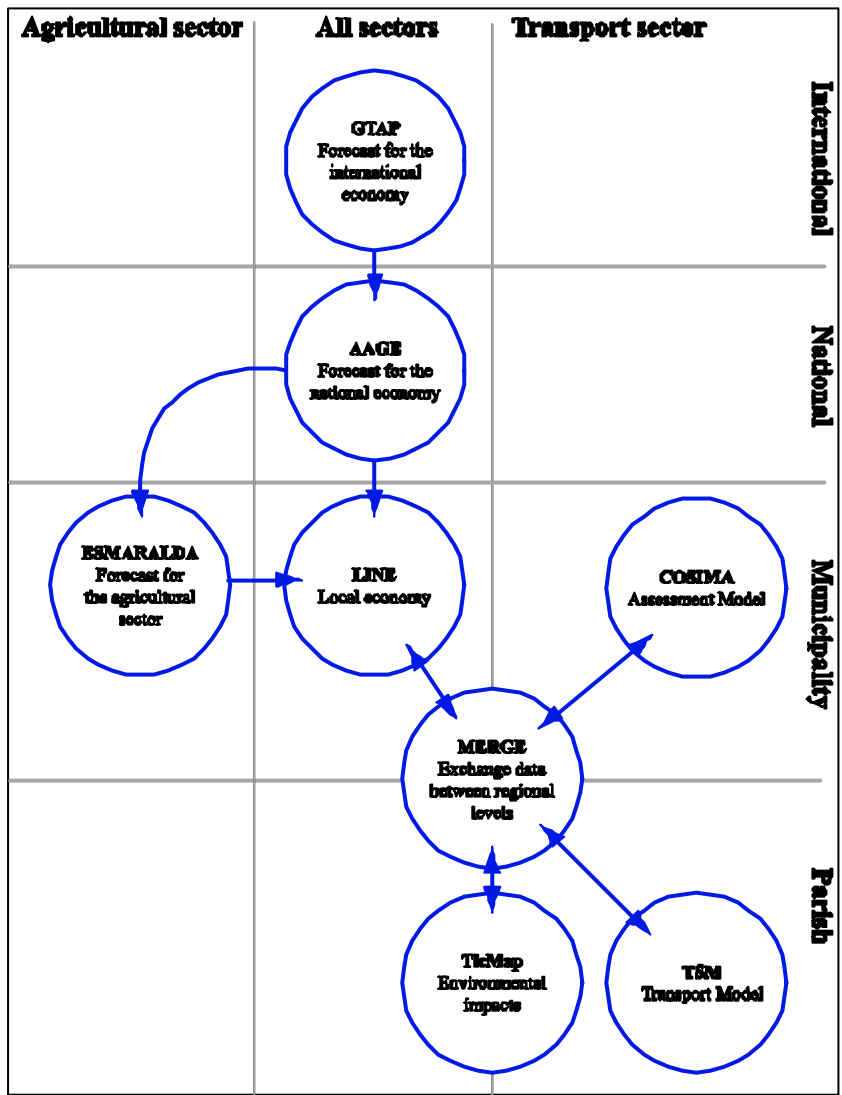 Agricultural sector
All sectors
Transport sector
International
GTAP
Forecast for the
international
economy
National
AAGE
Forecast for the
national economy
Municipality
ESMARALDA
Forecast for
the agricultural
sector
LINE
Local economy
COSIMA
Assessment Model
MERGE
Exchange data
between regional
levels
Parish
TicMap
Environmental
impacts
TSM
Transport Model